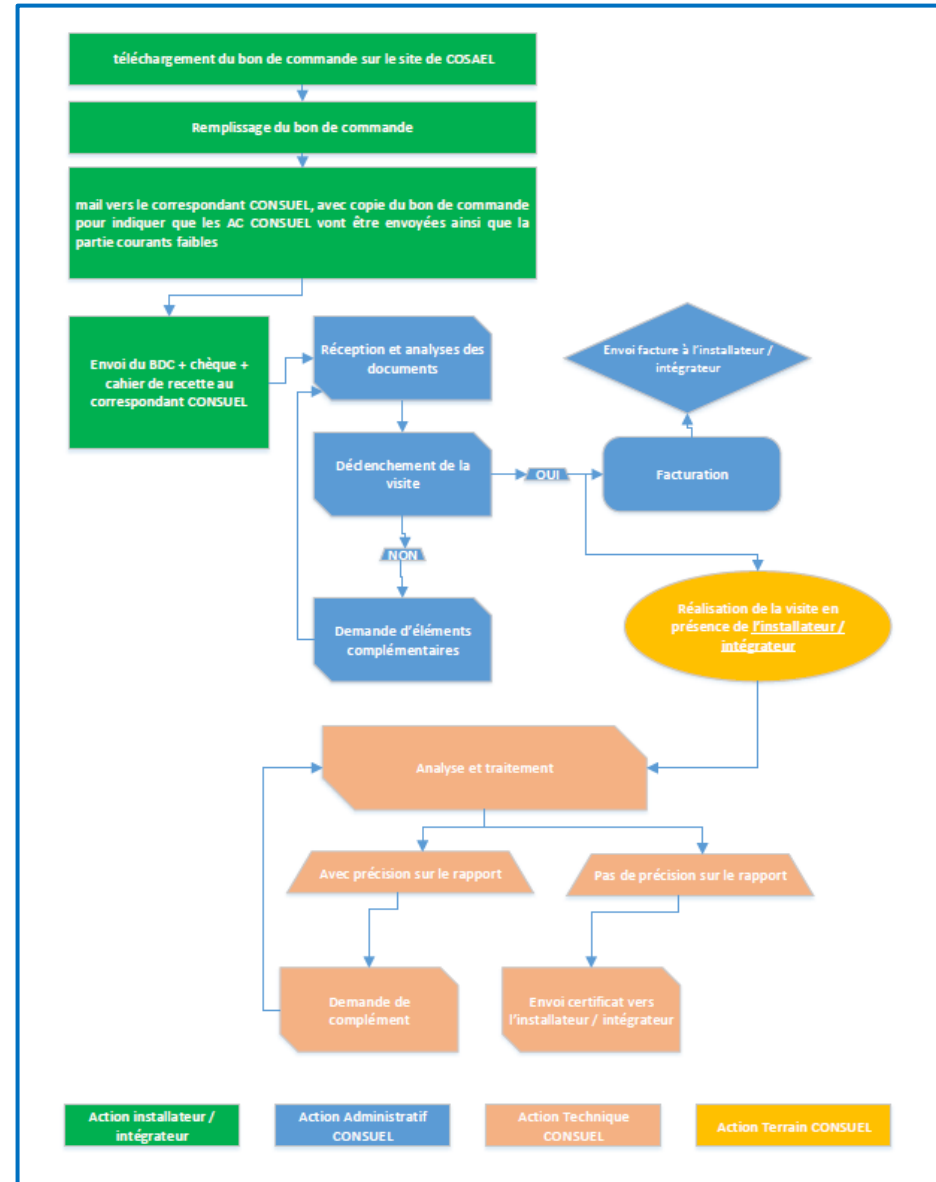 téléchargement du bon de commande sur le site de COSAEL
Remplissage du bon de commande
mail vers le correspondant CONSUEL, avec copie du bon de commande
pour indiquer que les AC CONSUEL vont être envoyées ainsi que la
partie courants faibles
Envoi du BDC + chèque +
cahier de recette au
correspondant CONSUEL
Réception et analyses des
documents
Envoi facture à l'installateur /
intégrateur
Déclenchement de la
visite
OUI
Facturation
NON
Demande d'éléments
complémentaires
Réalisation de la visite en
présence de l'installateur /
intégrateur
Analyse et traitement
Avec précision sur le rapport
Pas de précision sur le rapport
Demande de
complément
Envoi certificat vers
l'installateur / intégrateur
Action installateur /
intégrateur
Action Administratif
CONSUEL
Action Technique
CONSUEL
Action Terrain CONSUEL